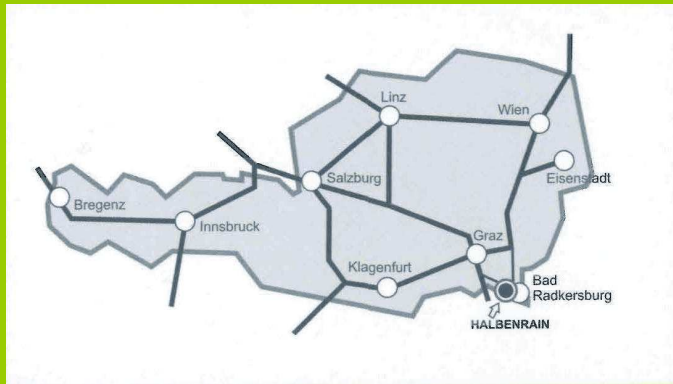 Linz
Wien
Eisenstadt
Salzburg
Bregenz
Innsbruck
Graz
Klagenfurt
Bad
Radkersburg
HALBENRAIN